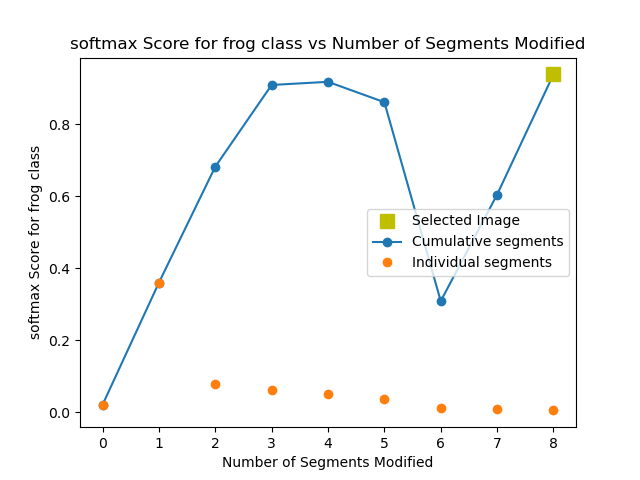 softmax Score for frog class vs Number of Segments Modified
softmax Score for frog class
0.8
0.6
0.4
0.2
0.0
Selected Image
Cumulative segments
Individual segments
0 1 2 3 4 5 6 7 8
Number of Segments Modified